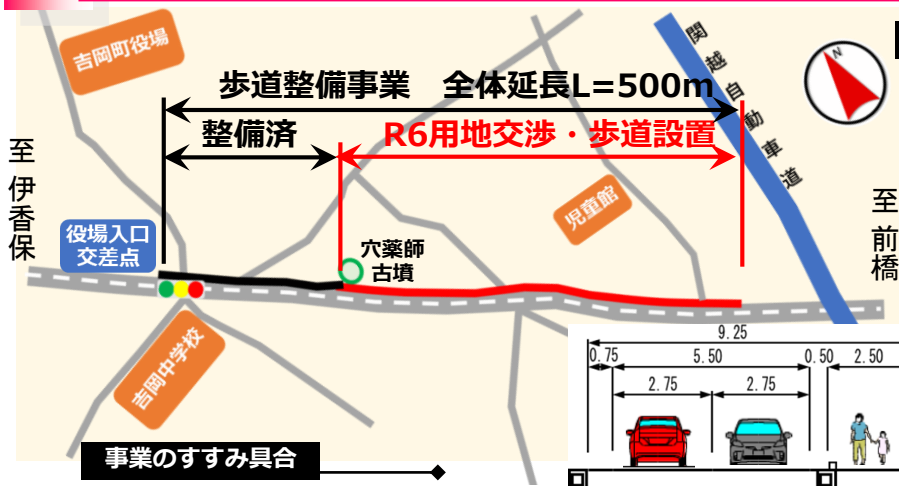 吉岡町役場
関越自動車道
N
歩道整備事業　全体延長L=500m
整備済
R6用地交渉・歩道設置
至 伊香保
児童館
至 前橋
役場入口
交差点
穴薬師
古墳
吉岡中学校
9.25
0.75
5.50
0.50
2.50
2.75
2.75
事業のすすみ具合